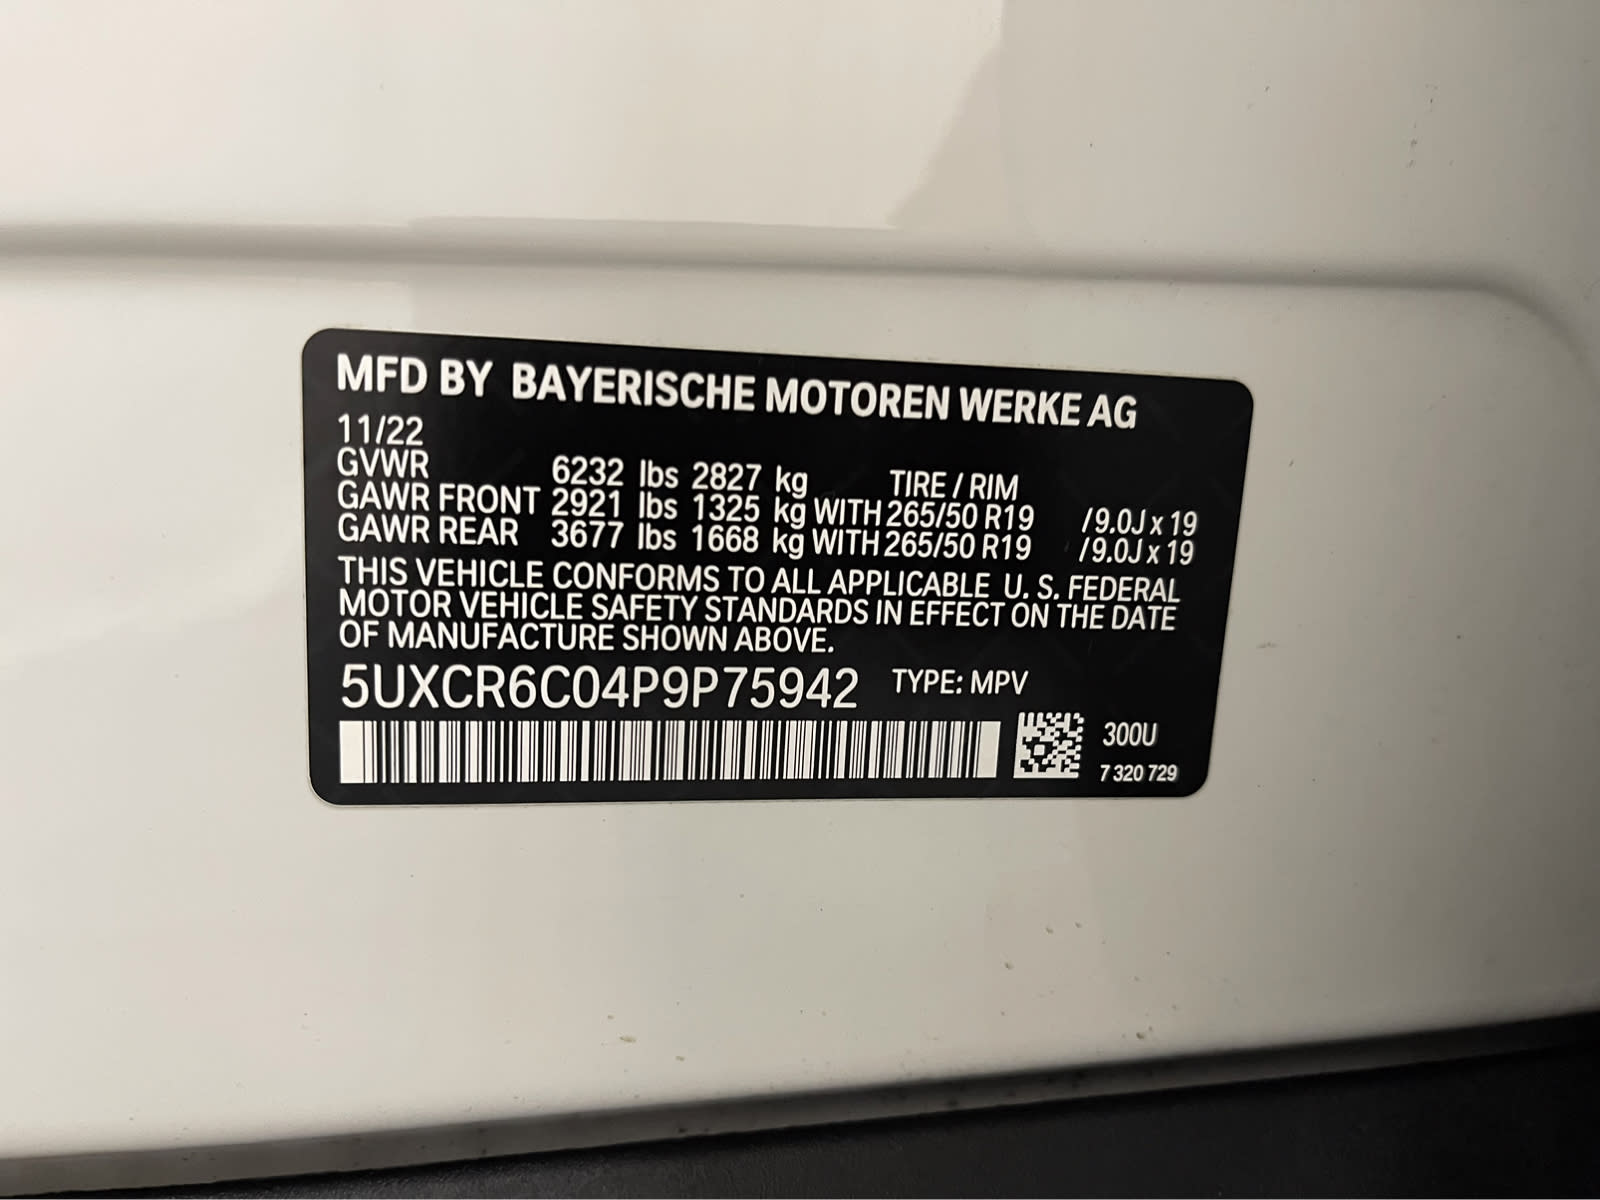 MFD BY BAYERISCHE MOTOREN WERKE AG
11/22
GVWR 6232 lbs 2827 kg TIRE / RIM
GAWR FRONT 2921 lbs 1325 kg WITH 265/50 R19 /9.0J x 19
GAWR REAR 3677 lbs 1668 kg WITH 265/50 R19 /9.0J x 19
THIS VEHICLE CONFORMS TO ALL APPLICABLE U. S. FEDERAL
MOTOR VEHICLE SAFETY STANDARDS IN EFFECT ON THE DATE
OF MANUFACTURE SHOWN ABOVE.
5UXCR6C04P9P75942 TYPE: MPV
300U
7 320 729